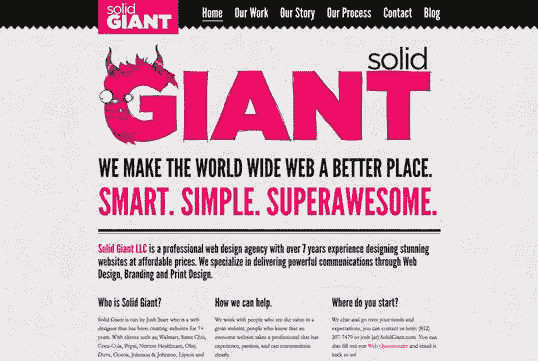 solid
GIANT
Home Our Work Our Story Our Process Contact Blog
solid
GIANT
WE MAKE THE WORLD WIDE WEB A BETTER PLACE.
SMART. SIMPLE. SUPERAWESOME.
Solid Giant LLC is a professional web design agency with over 7 years experience designing stunning
websites at affordable prices. We specialize in delivering powerful communications through Web
Design, Branding and Print Design.
Who is Solid Giant?
Solid Giant is run by Josh Suer who is a web
designer that has been creating websites for 7+
years. With clients such as; Walmart, Sams Club,
Coca-Cola, Pepsi, Norton Healthcare, Olay,
Dove, Goens, Johnson & Johnson, Lipton and
How we can help.
We work with people who see the value in a
great website, people who know that an
awesome website takes a professional that has
experience, passion, and can communicate
clearly.
Where do you start?
We chat and go over your needs and
expectations, you can contact us both: (812)
207-7479 or josh [at] SolidGiant.com. You can
also fill out our Web Questionnaire and email it
back to us!